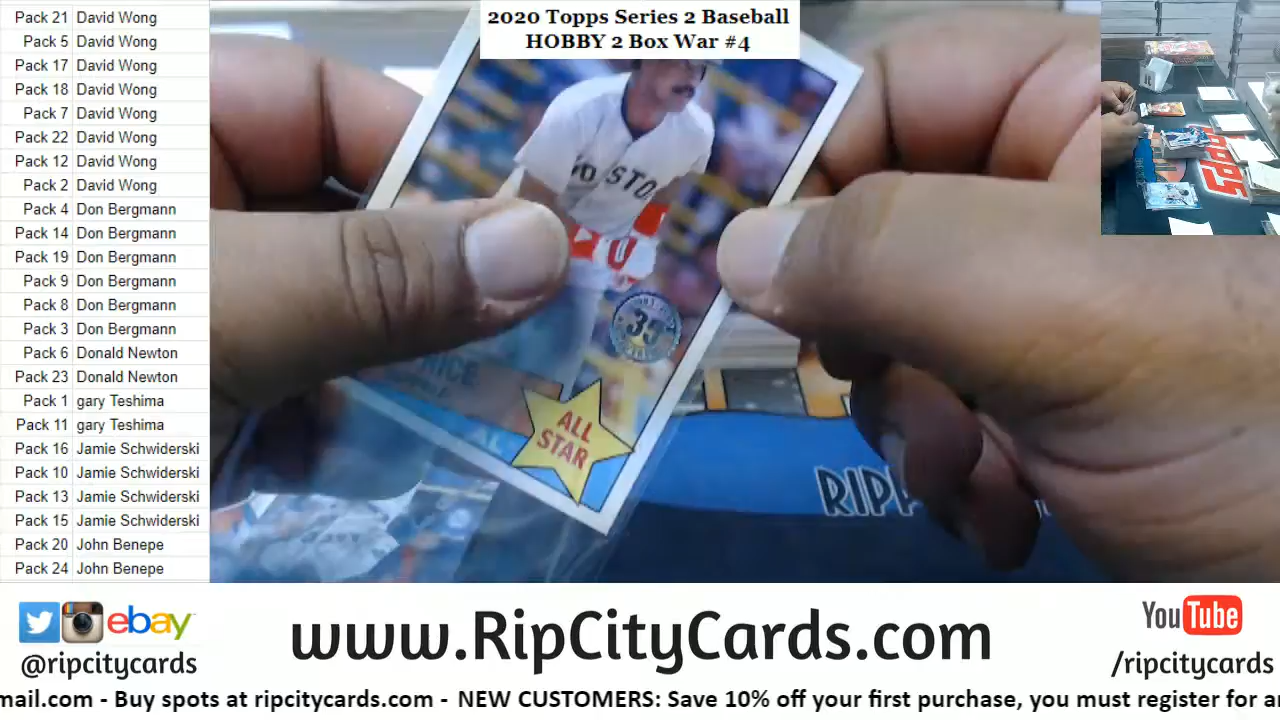 2020 Topps Series 2 Baseball
HOBBY 2 Box War #4
Pack 21 David Wong
Pack 5 David Wong
Pack 17 David Wong
Pack 18 David Wong
Pack 7 David Wong
Pack 22 David Wong
Pack 12 David Wong
Pack 2 David Wong
Pack 4 Don Bergmann
Pack 14 Don Bergmann
Pack 19 Don Bergmann
Pack 9 Don Bergmann
Pack 8 Don Bergmann
Pack 3 Don Bergmann
Pack 6 Donald Newton
Pack 23 Donald Newton
Pack 1 gary Teshima
Pack 11 gary Teshima
Pack 16 Jamie Schwiderski
Pack 10 Jamie Schwiderski
Pack 13 Jamie Schwiderski
Pack 15 Jamie Schwiderski
Pack 20 John Benepe
Pack 24 John Benepe
35
RICE
ALL
STAR
ebay
@ripcitycards
www.RipCityCards.com
YouTube
/ripcitycards
mail.com - Buy spots at ripcitycards.com - NEW CUSTOMERS: Save 10% off your first purchase, you must register for a